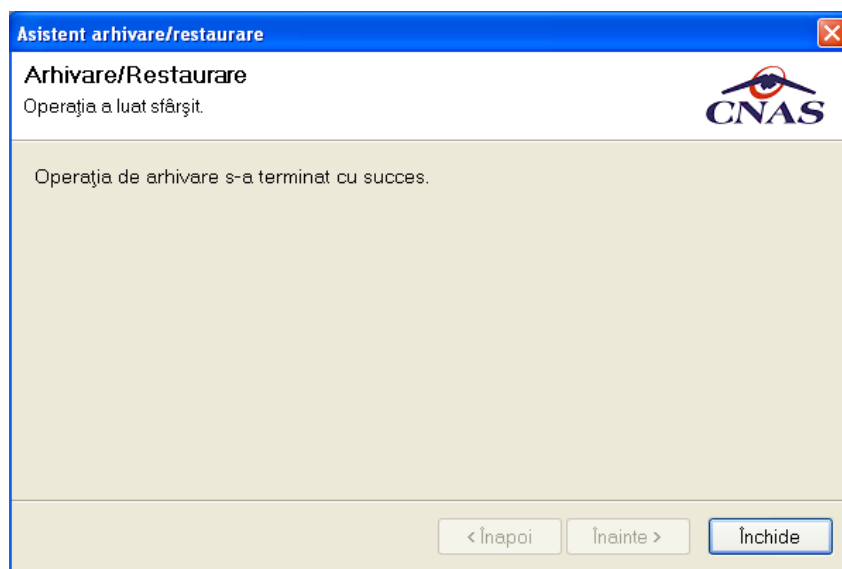 Asistent arhivare/restaurare
Arhivare/Restaurare
Operaţia a luat sfârşit.
CNAS
Operaţia de arhivare s-a terminat cu succes.
< Înapoi
Înainte >
Închide